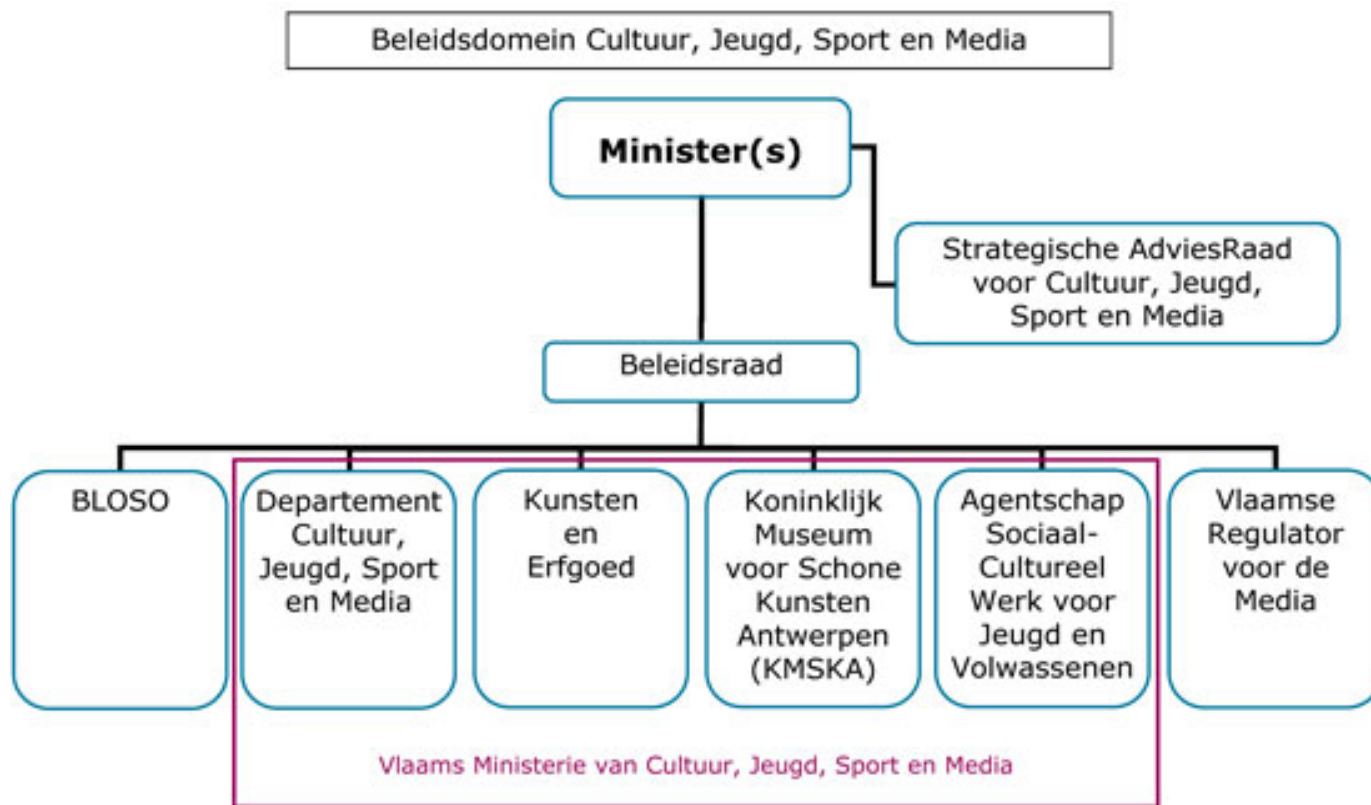 Beleidsdomein Cultuur, Jeugd, Sport en Media
Minister(s)
Strategische AdviesRaad
voor Cultuur, Jeugd,
Sport en Media
Beleidsraad
BLOSO
Departement
Cultuur,
Jeugd, Sport
en Media
Kunsten
en
Erfgoed
Koninklijk
Museum
voor Schone
Kunsten
Antwerpen
(KMSKA)
Agentschap
Sociaal-
Cultureel
Werk voor
Jeugd en
Volwassenen
Vlaamse
Regulator
voor de
Media
Vlaams Ministerie van Cultuur, Jeugd, Sport en Media